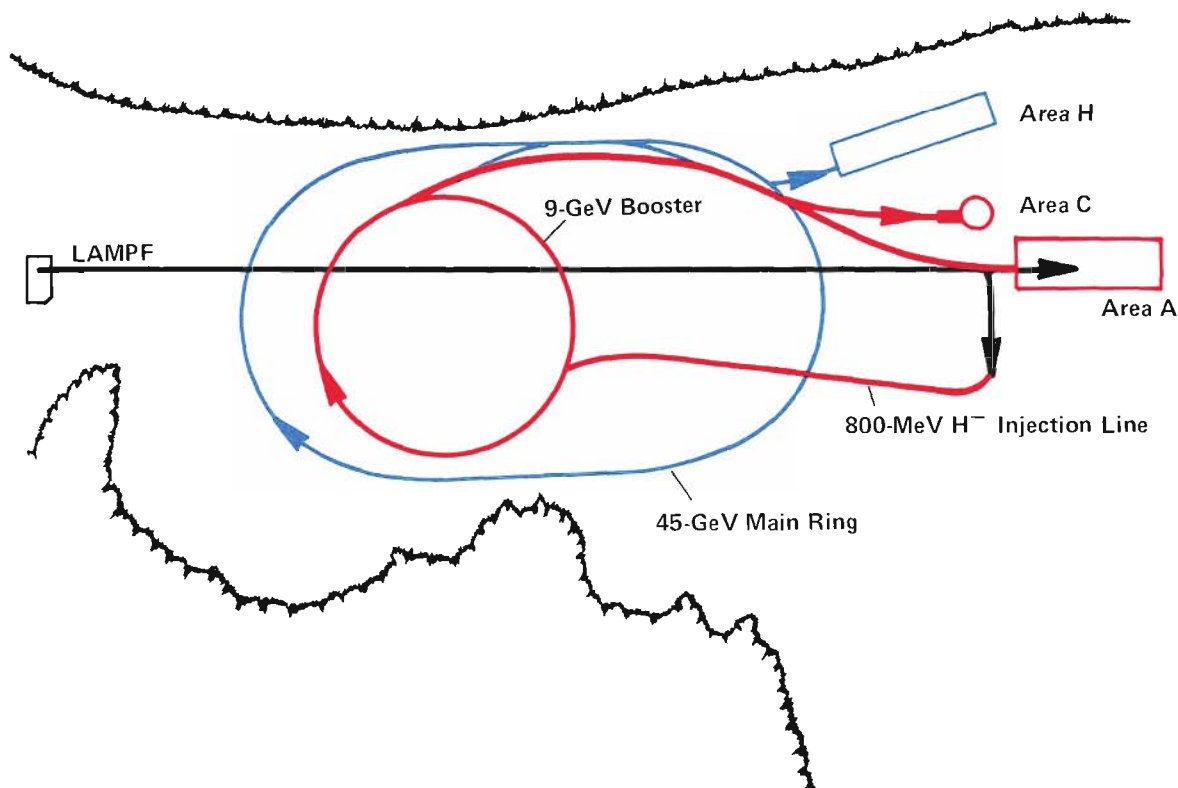 Area H
9-GeV Booster
Area C
LAMPF
Area A
800-MeV H⁻ Injection Line
45-GeV Main Ring